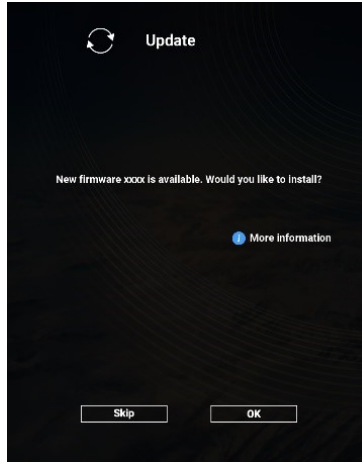 Update
New firmware xxxx is available. Would you like to install?
More information
Skip
OK